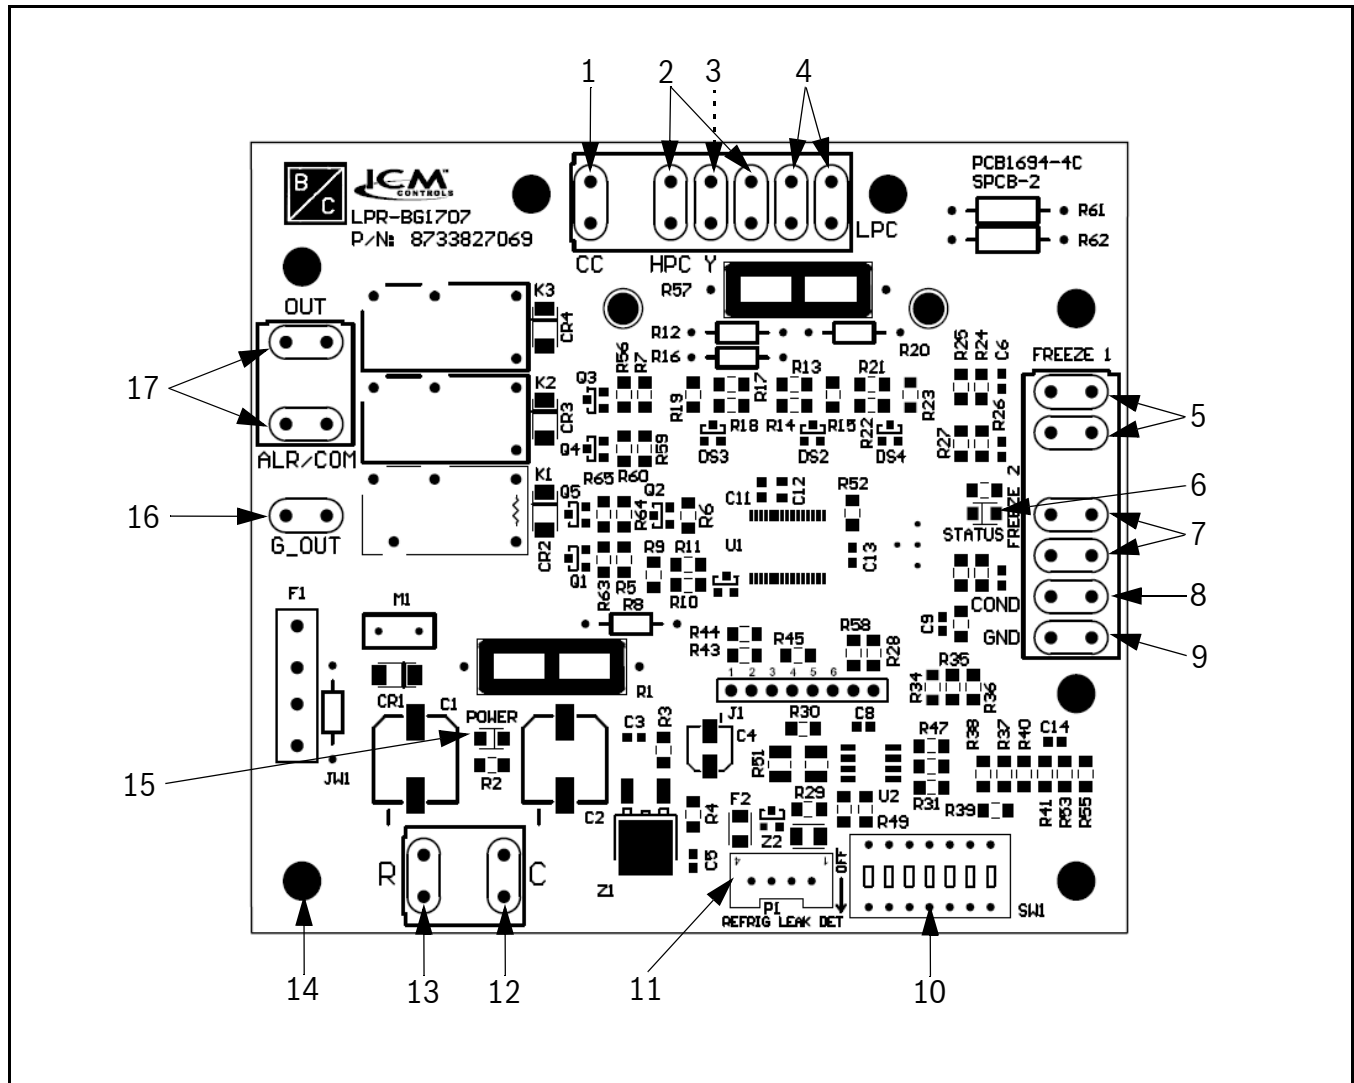 1 2 3 4
B/C ICM CONTROLS
LPR-BG1707
P/N: 8733827069
PCB1694-4C
SPCB-2
R61
R62
LPC
CC HPC Y
OUT
K3
CR4
R57
R12
R16
R20
R25 R24 C6
FREEZE 1
17
K2
CR3
Q3
R56 R7
R19
R17
R18
R13
R14
R15
R21
R22
R23
R26
R27
5
ALR/COM
Q4
R59
R65 R60
DS3 DS2 DS4
FREEZE 2
6
16
G_OUT
K1
CR2
Q5
Q2
R64
R6
C11 C12
R52
STATUS
7
U1
C13
Q1
R63 R5
R9 R11
R10
F1
M1
R8
COND
8
GND
9
C9
R44
R43
R45
R58
R28
R35
R34
R36
1 2 3 4 5 6
J1
R1
CR1
C1
POWER
15
JW1
R2
C2
C3
R3
C4
R30
C8
R51
R47
R38 R37 R40
C14
R31
R39
R41 R53 R55
R29
U2
R49
R4
F2
Z2
C5
Z1
R C
4 1
P1
REFRIG LEAK DET
OFF
SW1
14 13 12 11 10